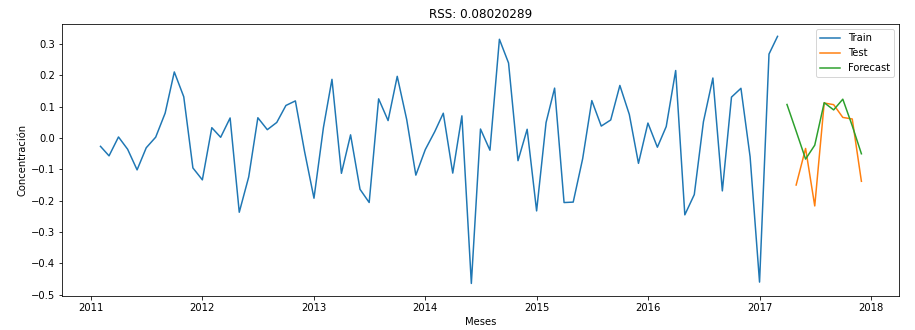 RSS: 0.08020289
Train
Test
Forecast
Concentración
0.3
0.2
0.1
0.0
−0.1
−0.2
−0.3
−0.4
−0.5
2011
2012
2013
2014
2015
2016
2017
2018
Meses